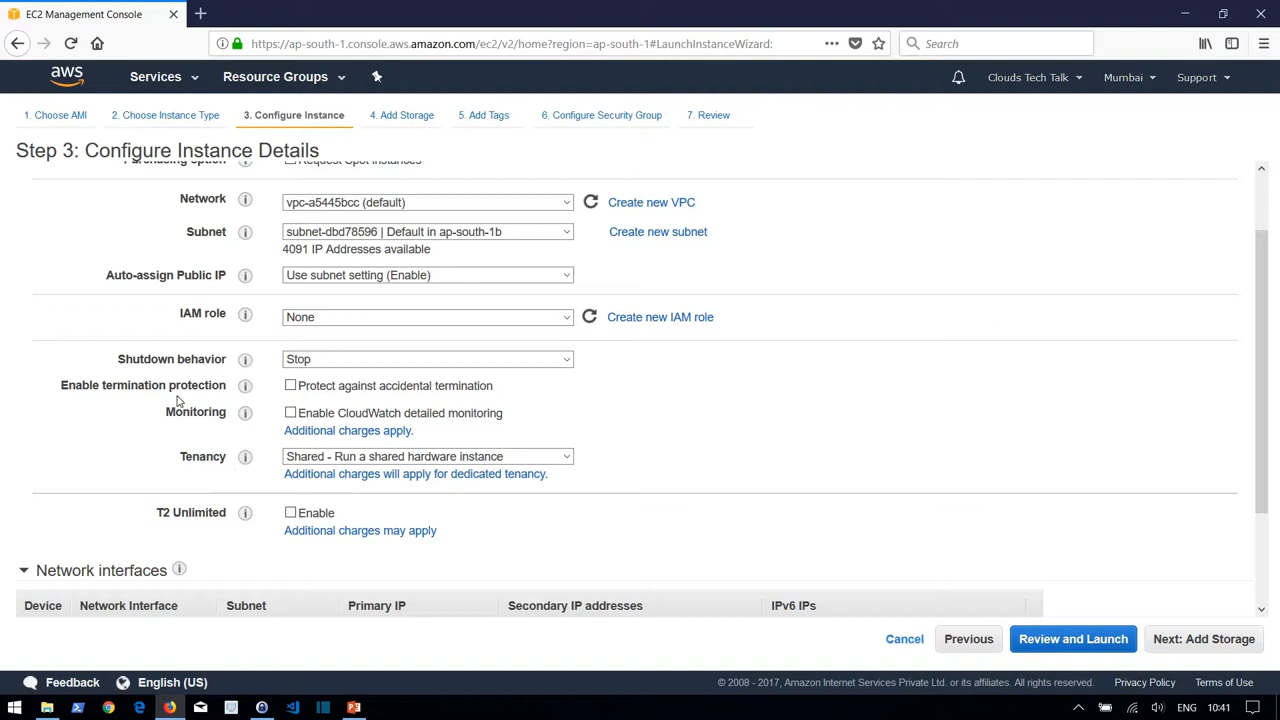 EC2 Management Console
https://ap-south-1.console.aws.amazon.com/ec2/v2/home?region=ap-south-1#LaunchInstanceWizard:
Search
aws
Services
Resource Groups
Clouds Tech Talk
Mumbai
Support
1. Choose AMI
2. Choose Instance Type
3. Configure Instance
4. Add Storage
5. Add Tags
6. Configure Security Group
7. Review
Step 3: Configure Instance Details
Purchasing option
Request Spot instances
Network
vpc-a5445bcc (default)
Create new VPC
Subnet
subnet-dbd78596 | Default in ap-south-1b
Create new subnet
4091 IP Addresses available
Auto-assign Public IP
Use subnet setting (Enable)
IAM role
None
Create new IAM role
Shutdown behavior
Stop
Enable termination protection
Protect against accidental termination
Monitoring
Enable CloudWatch detailed monitoring
Additional charges apply.
Tenancy
Shared - Run a shared hardware instance
Additional charges will apply for dedicated tenancy.
T2 Unlimited
Enable
Additional charges may apply
Network interfaces
Device
Network Interface
Subnet
Primary IP
Secondary IP addresses
IPv6 IPs
Cancel
Previous
Review and Launch
Next: Add Storage
Feedback
English (US)
© 2008 - 2017, Amazon Internet Services Private Ltd. or its affiliates. All rights reserved.
Privacy Policy
Terms of Use
ENG
10:41